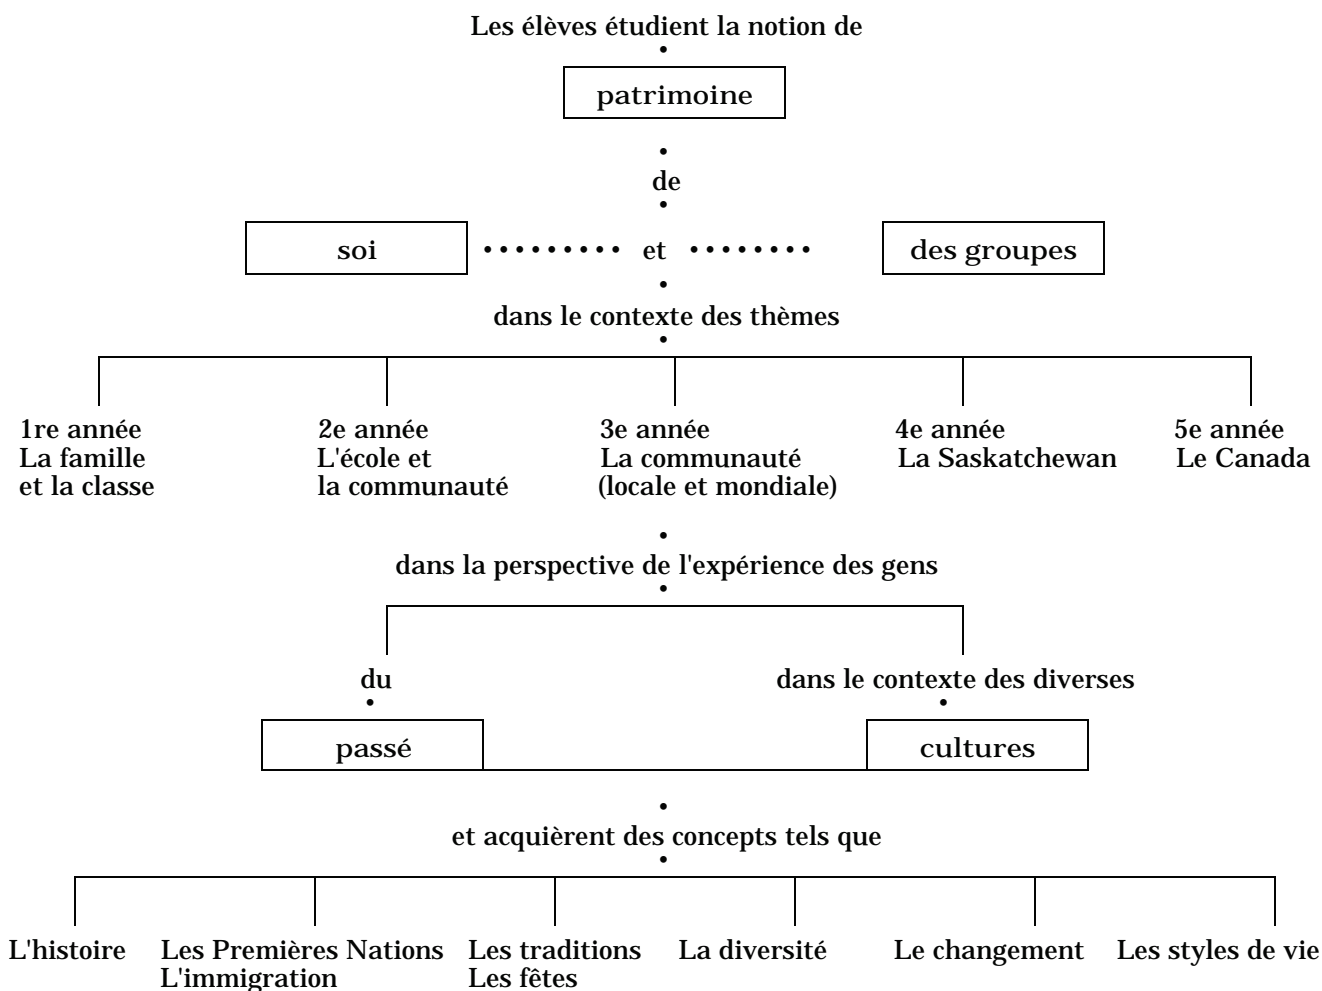 Les élèves étudient la notion de
patrimoine
de
soi et des groupes
dans le contexte des thèmes
1re année
La famille
et la classe
2e année
L'école et
la communauté
3e année
La communauté
(locale et mondiale)
4e année
La Saskatchewan
5e année
Le Canada
dans la perspective de l'expérience des gens
du
passé
dans le contexte des diverses
cultures
et acquièrent des concepts tels que
L'histoire
Les Premières Nations
L'immigration
Les traditions
Les fêtes
La diversité
Le changement
Les styles de vie